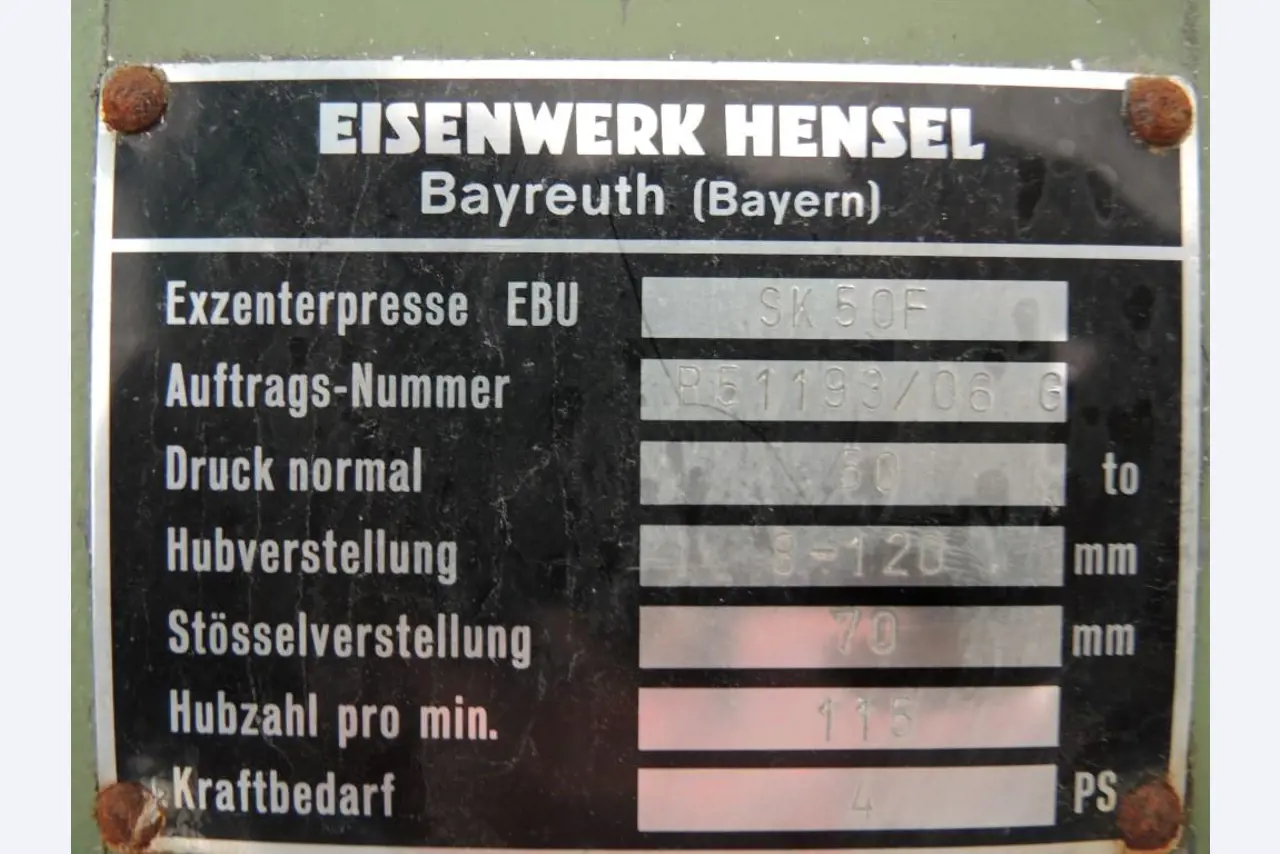 EISENWERK HENSEL
Bayreuth (Bayern)
Exzenterpresse EBU SK 50F
Auftrags-Nummer P51193/06 G
Druck normal 50 to
Hubverstellung 8-120 mm
Stösselverstellung 70 mm
Hubzahl pro min. 115
Kraftbedarf 4 PS